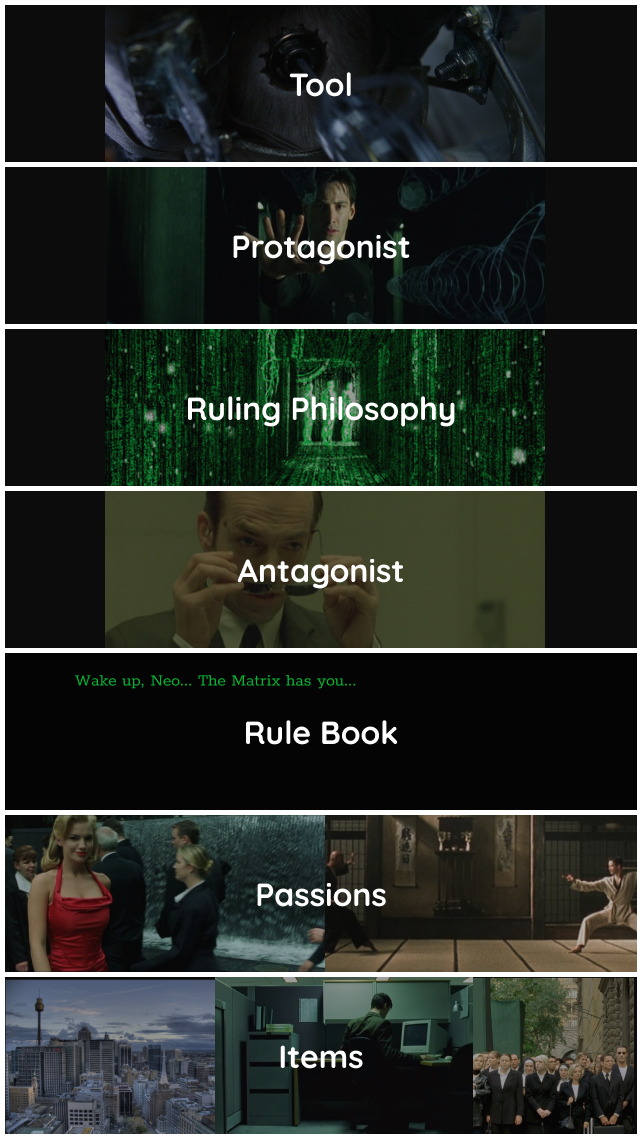 Tool
Protagonist
Ruling Philosophy
Antagonist
Wake up, Neo... The Matrix has you...
Rule Book
Passions
Items